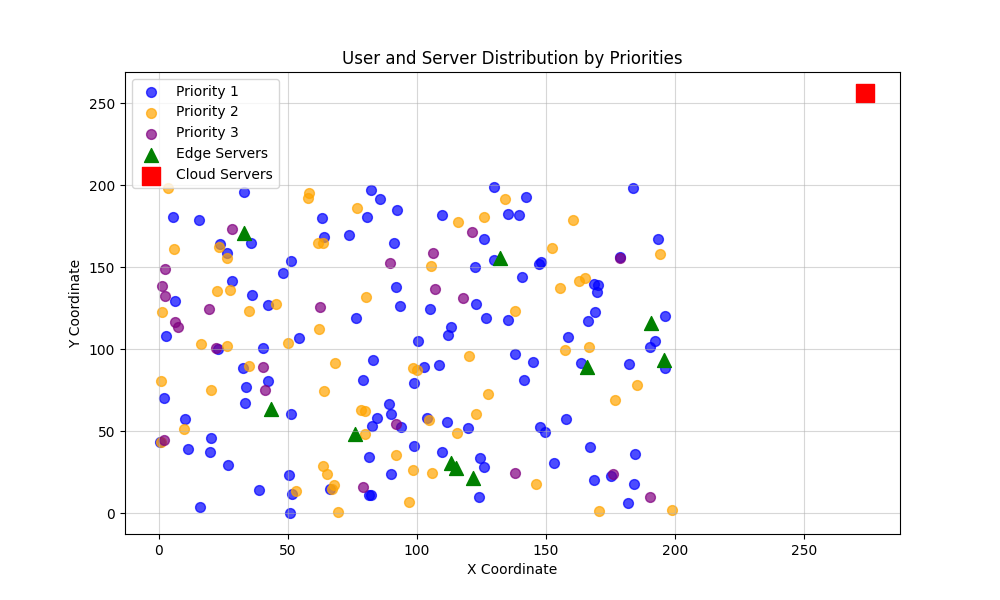 User and Server Distribution by Priorities
Priority 1
Priority 2
Priority 3
Edge Servers
Cloud Servers
Y Coordinate
250
200
150
100
50
0
0 50 100 150 200 250
X Coordinate